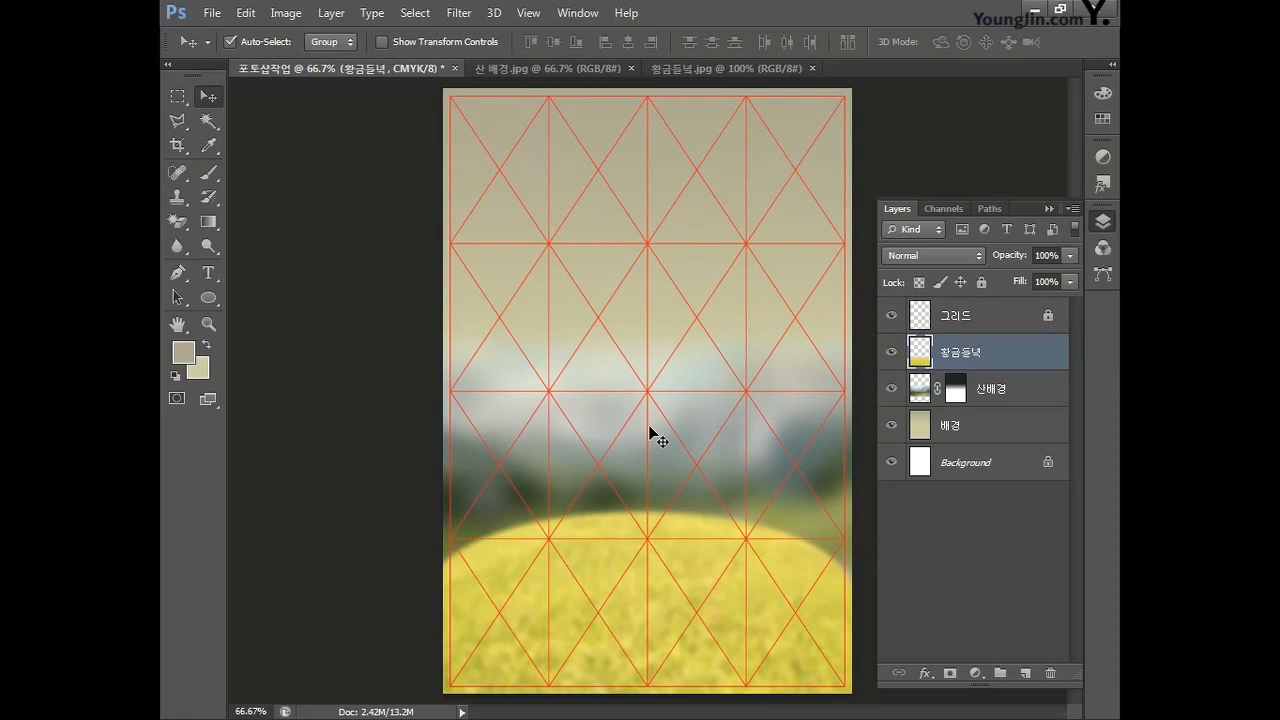 Ps File Edit Image Layer Type Select Filter 3D View Window Help
YoungJin.com Y.
Auto-Select: Group Show Transform Controls 3D Mode:
포토샵작업 @ 66.7% (황금들녘, CMYK/8) * × 산 배경.jpg @ 66.7% (RGB/8#) × 황금들녘.jpg @ 100% (RGB/8#) ×
Layers Channels Paths
Kind
Normal Opacity: 100%
Lock: Fill: 100%
그리드
황금들녘
산배경
배경
Background
66.67% Doc: 2.42M/13.2M